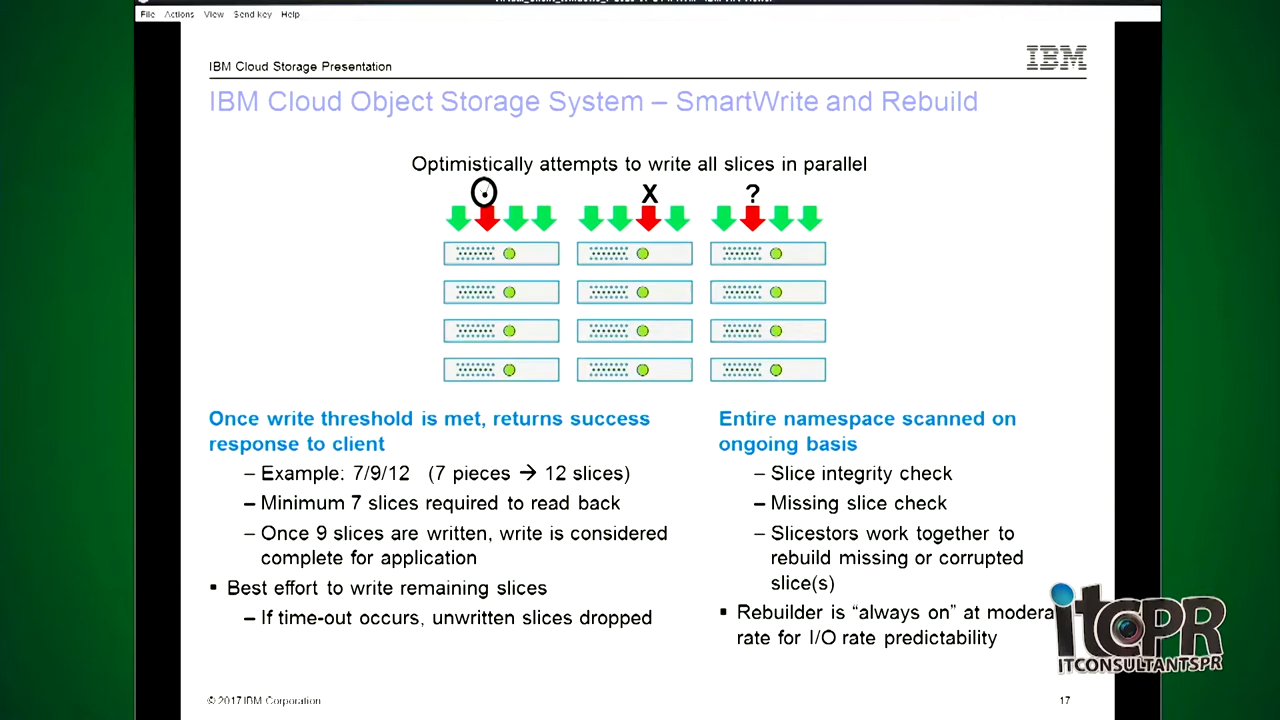 File Actions View Send key Help
IBM Cloud Storage Presentation
IBM
IBM Cloud Object Storage System – SmartWrite and Rebuild
Optimistically attempts to write all slices in parallel
X ?
Once write threshold is met, returns success
response to client
– Example: 7/9/12 (7 pieces → 12 slices)
– Minimum 7 slices required to read back
– Once 9 slices are written, write is considered
complete for application
▪ Best effort to write remaining slices
– If time-out occurs, unwritten slices dropped
Entire namespace scanned on
ongoing basis
– Slice integrity check
– Missing slice check
– Slicestors work together to
rebuild missing or corrupted
slice(s)
▪ Rebuilder is “always on” at
rate for I/O rate predictability
itCPR
ITCONSULTANTSPR
© 2017 IBM Corporation
17